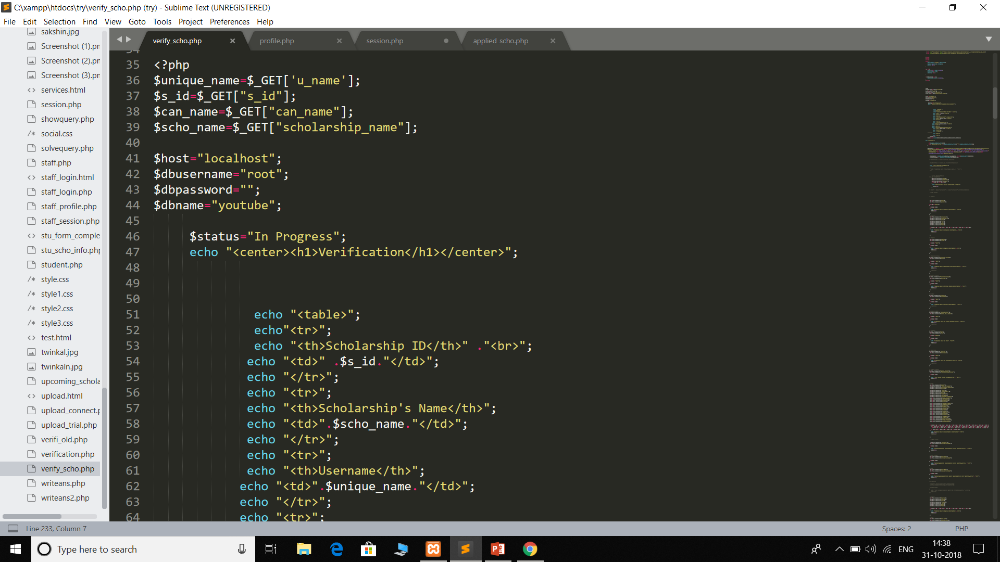 C:\xampp\htdocs\try\verify_scho.php (try) - Sublime Text (UNREGISTERED)
File Edit Selection Find View Goto Tools Project Preferences Help
sakshin.jpg
Screenshot (1).pn
Screenshot (2).pn
Screenshot (3).pn
services.html
session.php
showquery.php
social.css
solvequery.php
staff.php
staff_login.html
staff_login.php
staff_profile.php
staff_session.php
stu_form_comple
stu_scho_info.php
student.php
style.css
style1.css
style2.css
style3.css
test.html
twinkal.jpg
twinkaln.jpg
upcoming_schola
upload.html
upload_connect.p
upload_trial.php
verifi_old.php
verification.php
verify_scho.php
writeans.php
writeans2.php
verify_scho.php profile.php session.php applied_scho.php
34
35 <?php
36 $unique_name=$_GET['u_name'];
37 $s_id=$_GET["s_id"];
38 $can_name=$_GET["can_name"];
39 $scho_name=$_GET["scholarship_name"];
40
41 $host="localhost";
42 $dbusername="root";
43 $dbpassword="";
44 $dbname="youtube";
45
46 $status="In Progress";
47 echo "<center><h1>Verification</h1></center>";
48
49
50
51 echo "<table>";
52 echo"<tr>";
53 echo "<th>Scholarship ID</th>" ."<br>";
54 echo "<td>" .$s_id."</td>";
55 echo "</tr>";
56 echo "<tr>";
57 echo "<th>Scholarship's Name</th>";
58 echo "<td>".$scho_name."</td>";
59 echo "</tr>";
60 echo "<tr>";
61 echo "<th>Username</th>";
62 echo "<td>".$unique_name."</td>";
63 echo "</tr>";
64 echo "<tr>";
Line 233, Column 7
Spaces: 2
PHP
Type here to search
ENG
14:38
31-10-2018